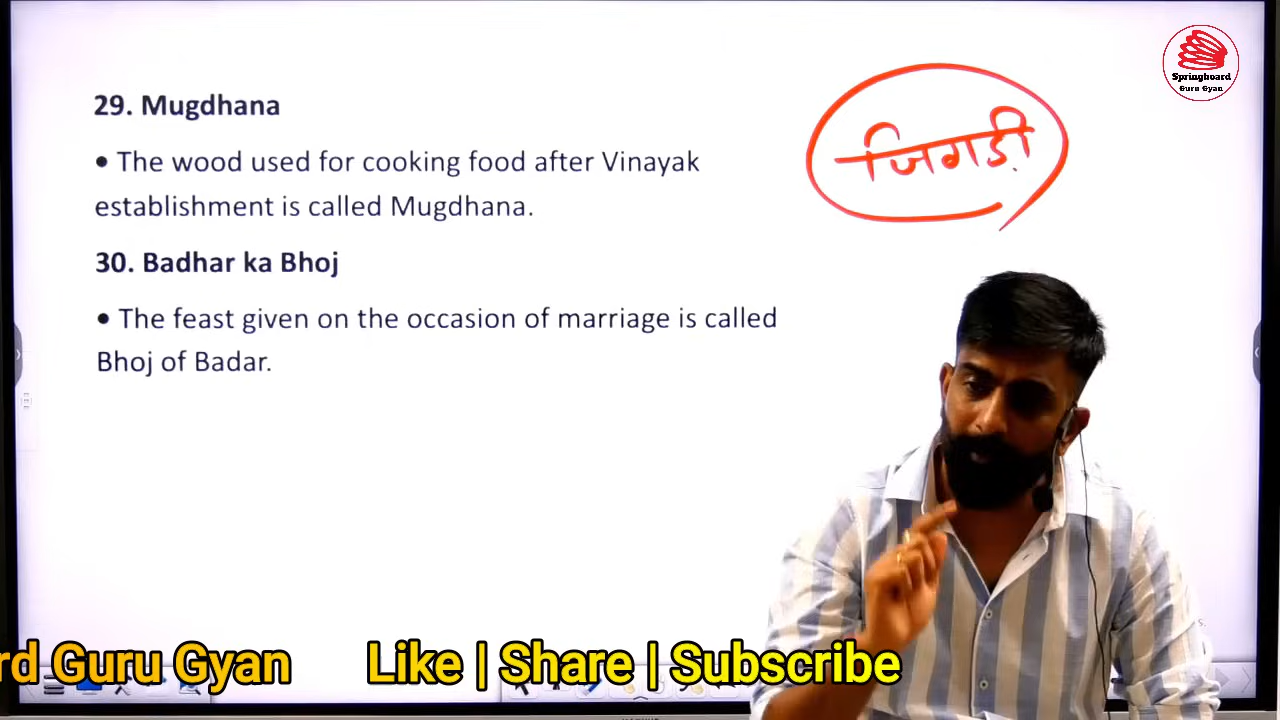 29. Mugdhana
• The wood used for cooking food after Vinayak
establishment is called Mugdhana.
30. Badhar ka Bhoj
• The feast given on the occasion of marriage is called
Bhoj of Badar.
जिगड़ी
Springboard
Guru Gyan
rd Guru Gyan Like | Share | Subscribe